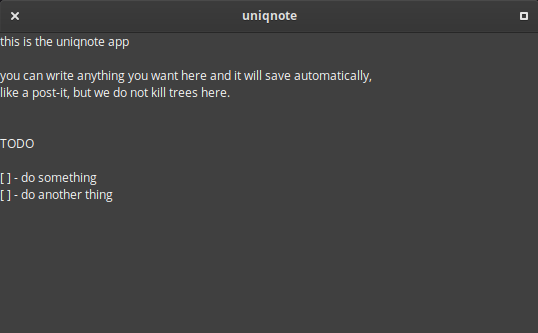 uniqnote
this is the uniqnote app
you can write anything you want here and it will save automatically,
like a post-it, but we do not kill trees here.
TODO
[ ] - do something
[ ] - do another thing